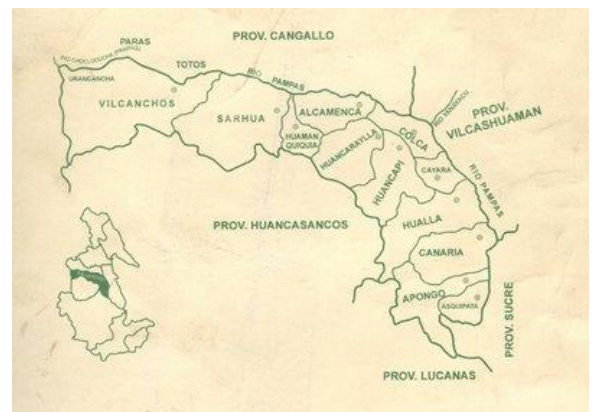 PROV. CANGALLO
PARAS
TOTOS
RIO PAMPAS
URANCANCHA
VILCANCHOS
SARHUA
ALCAMENCA
HUAMAN
QUIQUIA
HUANCARAYLLA
COLCA
PROV.
VILCASHUAMAN
HUANCAPI
CAYARA
RIO PAMPAS
HUALLA
PROV. HUANCASANCOS
CANARIA
APONGO
ASQUIPATA
PROV. SUCRE
PROV. LUCANAS